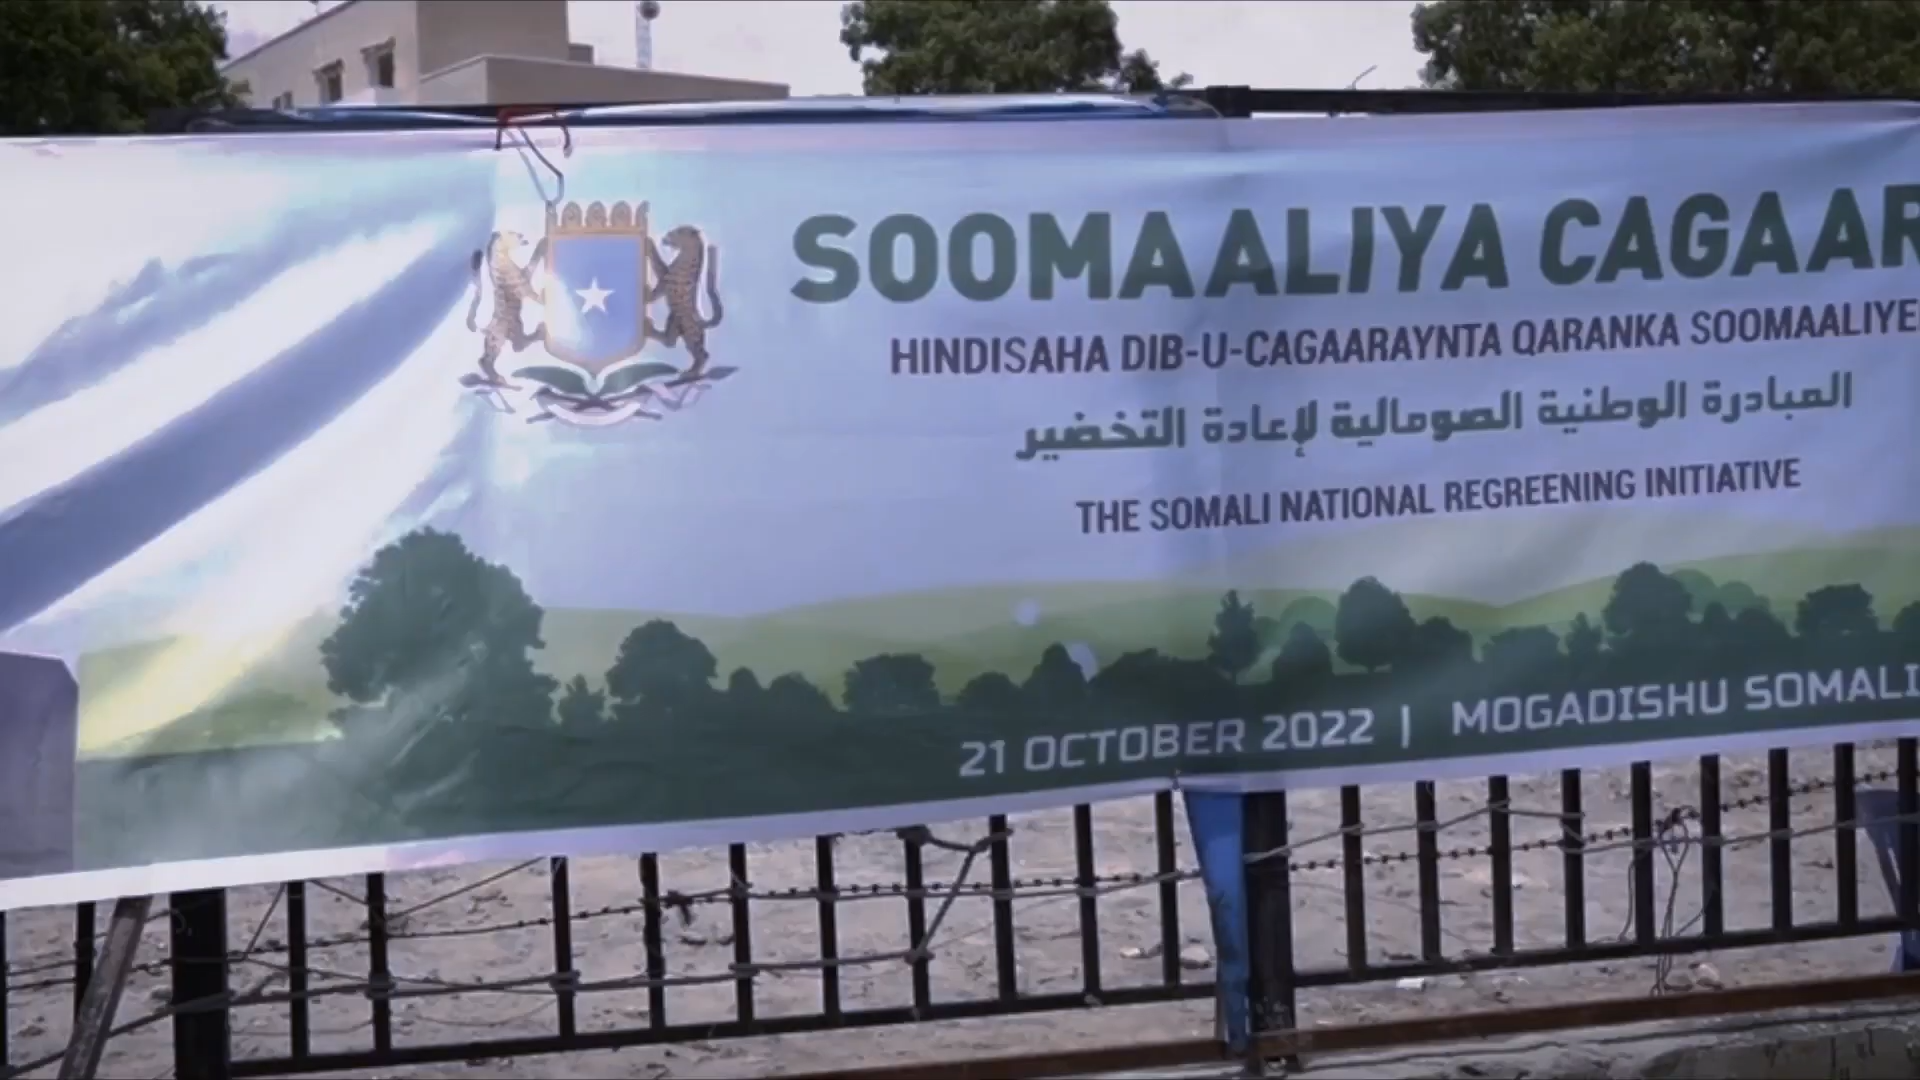 SOOMAALIYA CAGAAR
HINDISAHA DIB-U-CAGAARAYNTA QARANKA SOOMAALIYE
المبادرة الوطنية الصومالية لإعادة التخضير
THE SOMALI NATIONAL REGREENING INITIATIVE
21 OCTOBER 2022 | MOGADISHU SOMALI